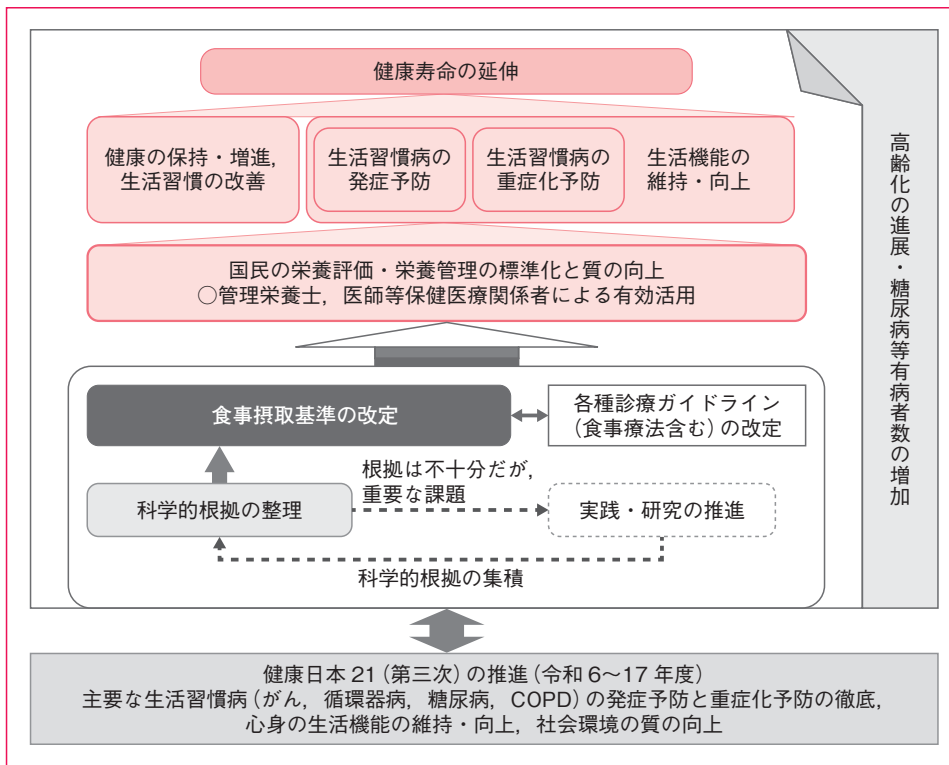 健康寿命の延伸
健康の保持・増進,
生活習慣の改善
生活習慣病の
発症予防
生活習慣病の
重症化予防
生活機能の
維持・向上
国民の栄養評価・栄養管理の標準化と質の向上
○管理栄養士,医師等保健医療関係者による有効活用
食事摂取基準の改定
各種診療ガイドライン
(食事療法含む)の改定
根拠は不十分だが,
重要な課題
科学的根拠の整理
実践・研究の推進
科学的根拠の集積
高齢化の進展・糖尿病等有病者数の増加
健康日本 21(第三次)の推進(令和 6〜17 年度)
主要な生活習慣病(がん,循環器病,糖尿病,COPD)の発症予防と重症化予防の徹底,
心身の生活機能の維持・向上,社会環境の質の向上